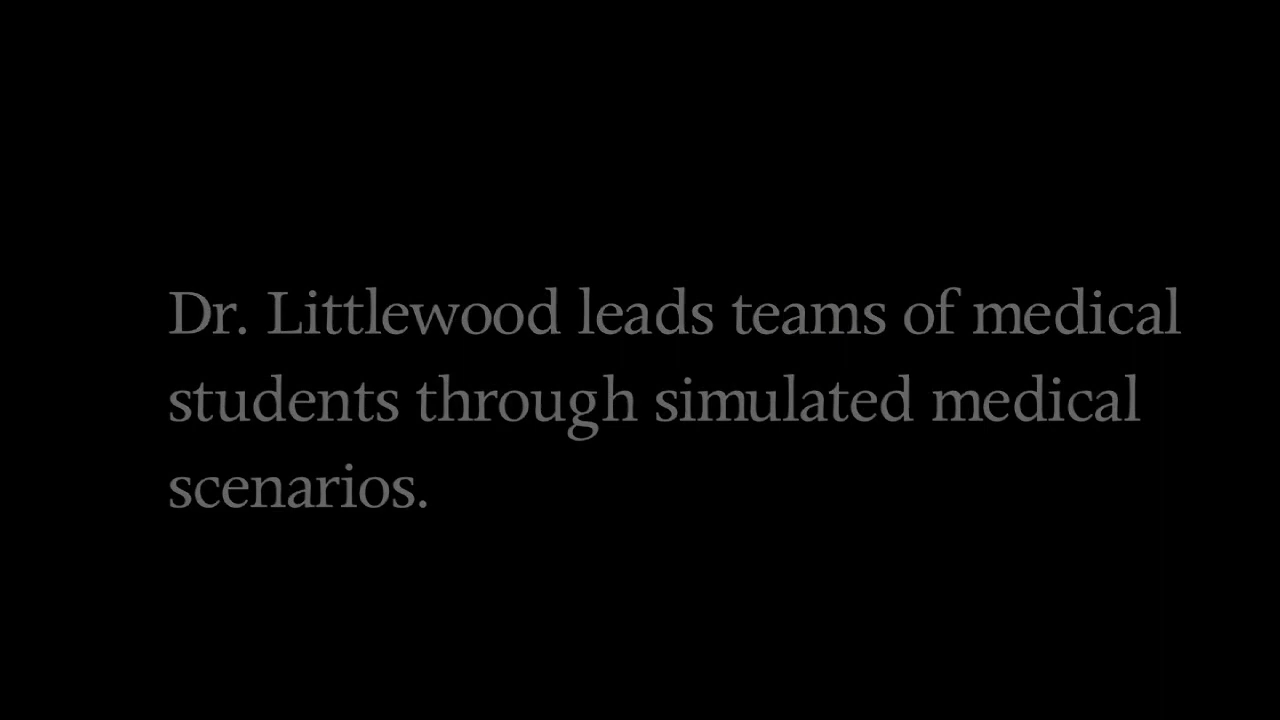 Dr. Littlewood leads teams of medical
students through simulated medical
scenarios.